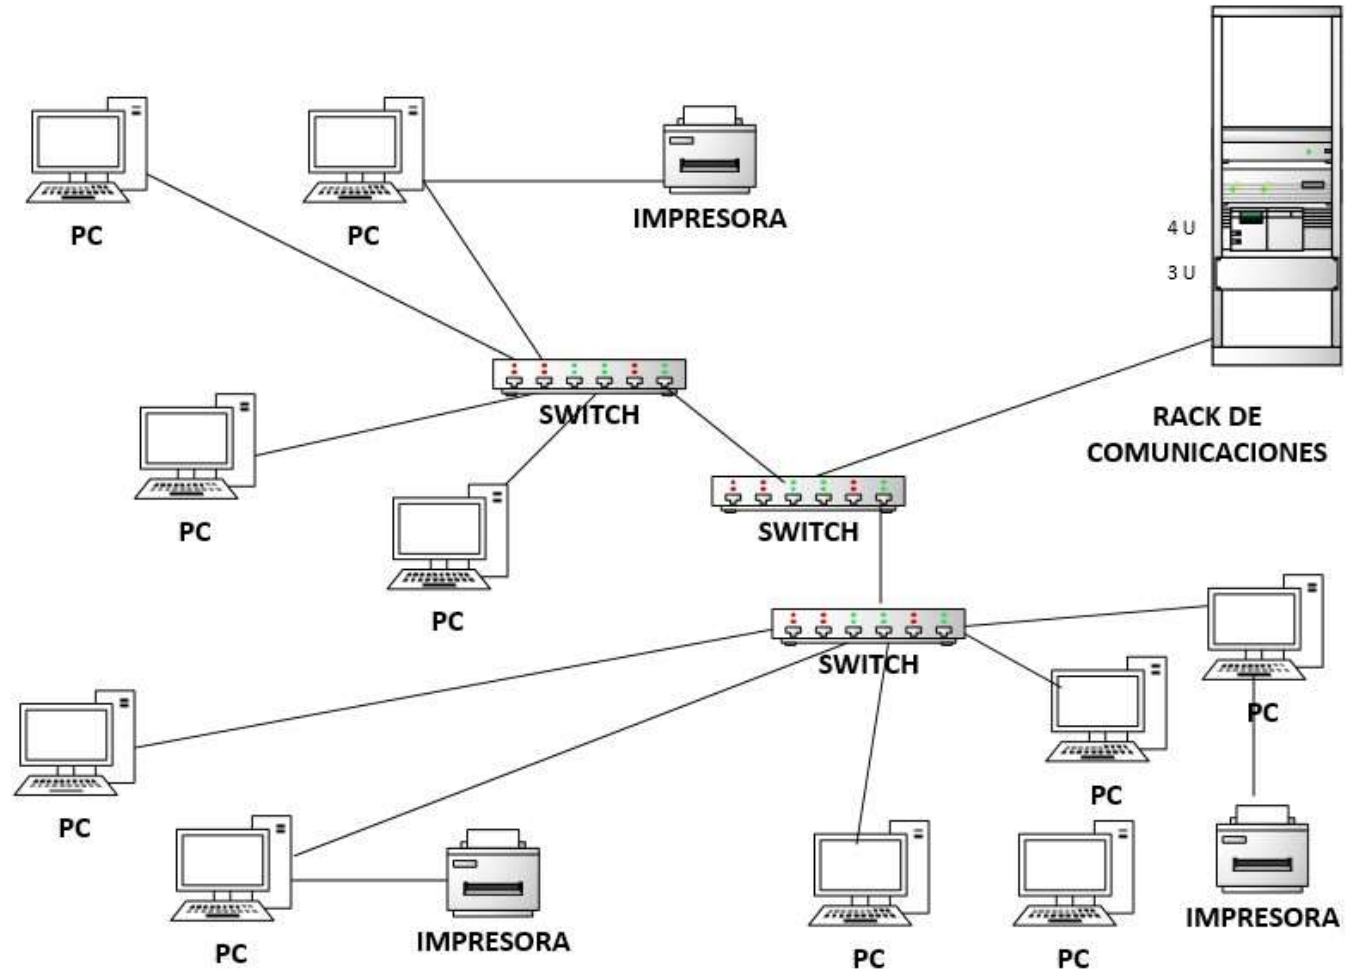 PC
PC
IMPRESORA
4 U
3 U
RACK DE
COMUNICACIONES
SWITCH
PC
SWITCH
PC
SWITCH
PC
PC
PC
PC
IMPRESORA
PC
PC
IMPRESORA